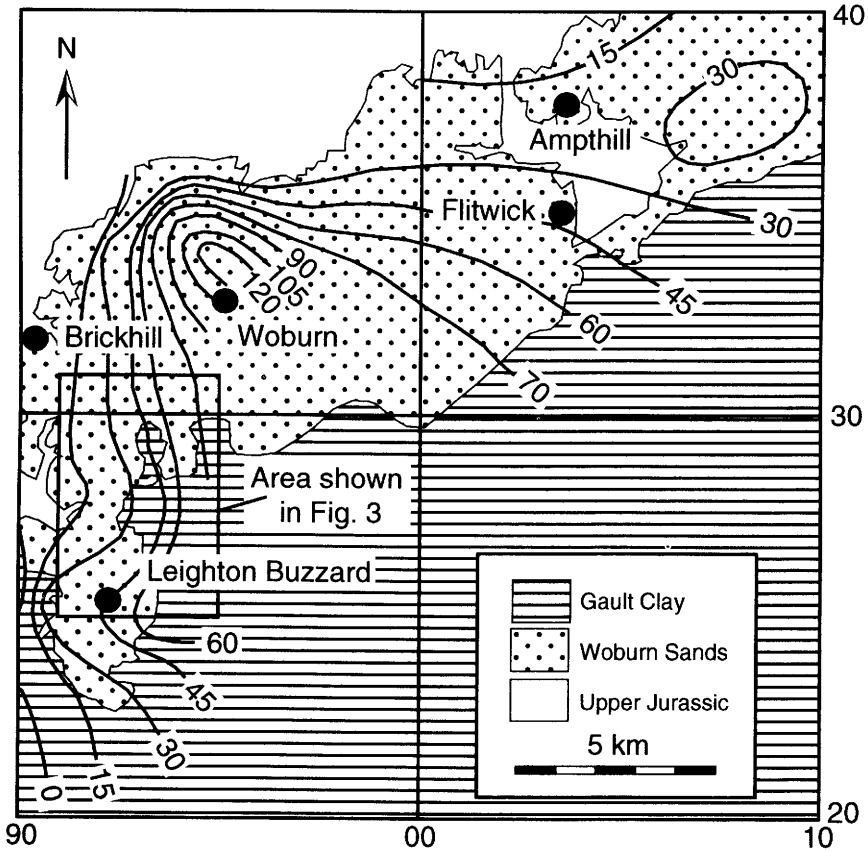 40
N
15
30
Ampthill
Flitwick
30
90
105
120
45
Woburn
60
Brickhill
70
30
Area shown
in Fig. 3
Leighton Buzzard
Gault Clay
60
Woburn Sands
45
Upper Jurassic
30
5 km
15
0
20
90
00
10